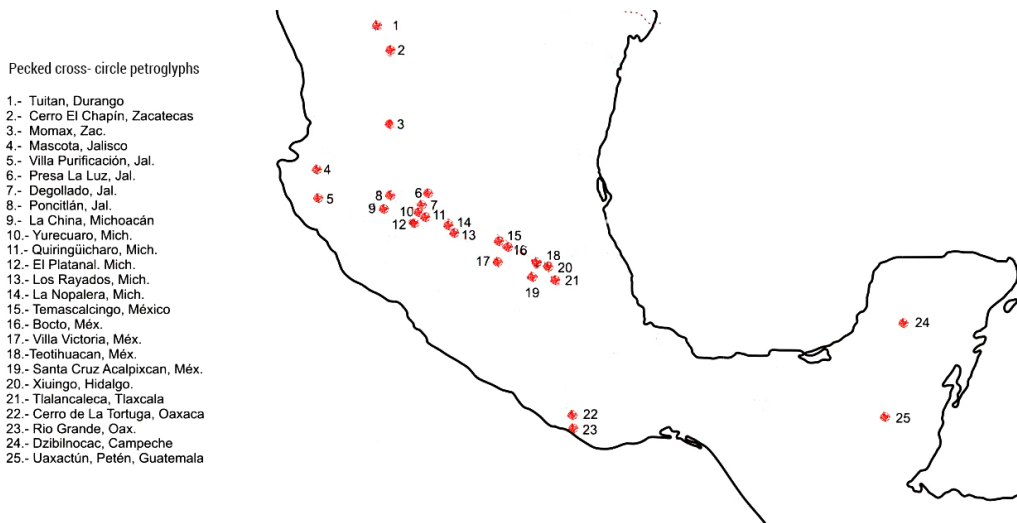 Pecked cross- circle petroglyphs
1.- Tuitan, Durango
2.- Cerro El Chapín, Zacatecas
3.- Momax, Zac.
4.- Mascota, Jalisco
5.- Villa Purificación, Jal.
6.- Presa La Luz, Jal.
7.- Degollado, Jal.
8.- Poncitlán, Jal.
9.- La China, Michoacán
10.- Yurecuaro, Mich.
11.- Quiringüicharo, Mich.
12.- El Platanal. Mich.
13.- Los Rayados, Mich.
14.- La Nopalera, Mich.
15.- Temascalcingo, México
16.- Bocto, Méx.
17.- Villa Victoria, Méx.
18.-Teotihuacan, Méx.
19.- Santa Cruz Acalpixcan, Méx.
20.- Xiuingo, Hidalgo.
21.- Tlalancaleca, Tlaxcala
22.- Cerro de La Tortuga, Oaxaca
23.- Rio Grande, Oax.
24.- Dzibilnocac, Campeche
25.- Uaxactún, Petén, Guatemala
1
2
3
4
5
8
6
7
9
10
11
12
14
13
15
16
17
18
20
19
21
22
23
24
25